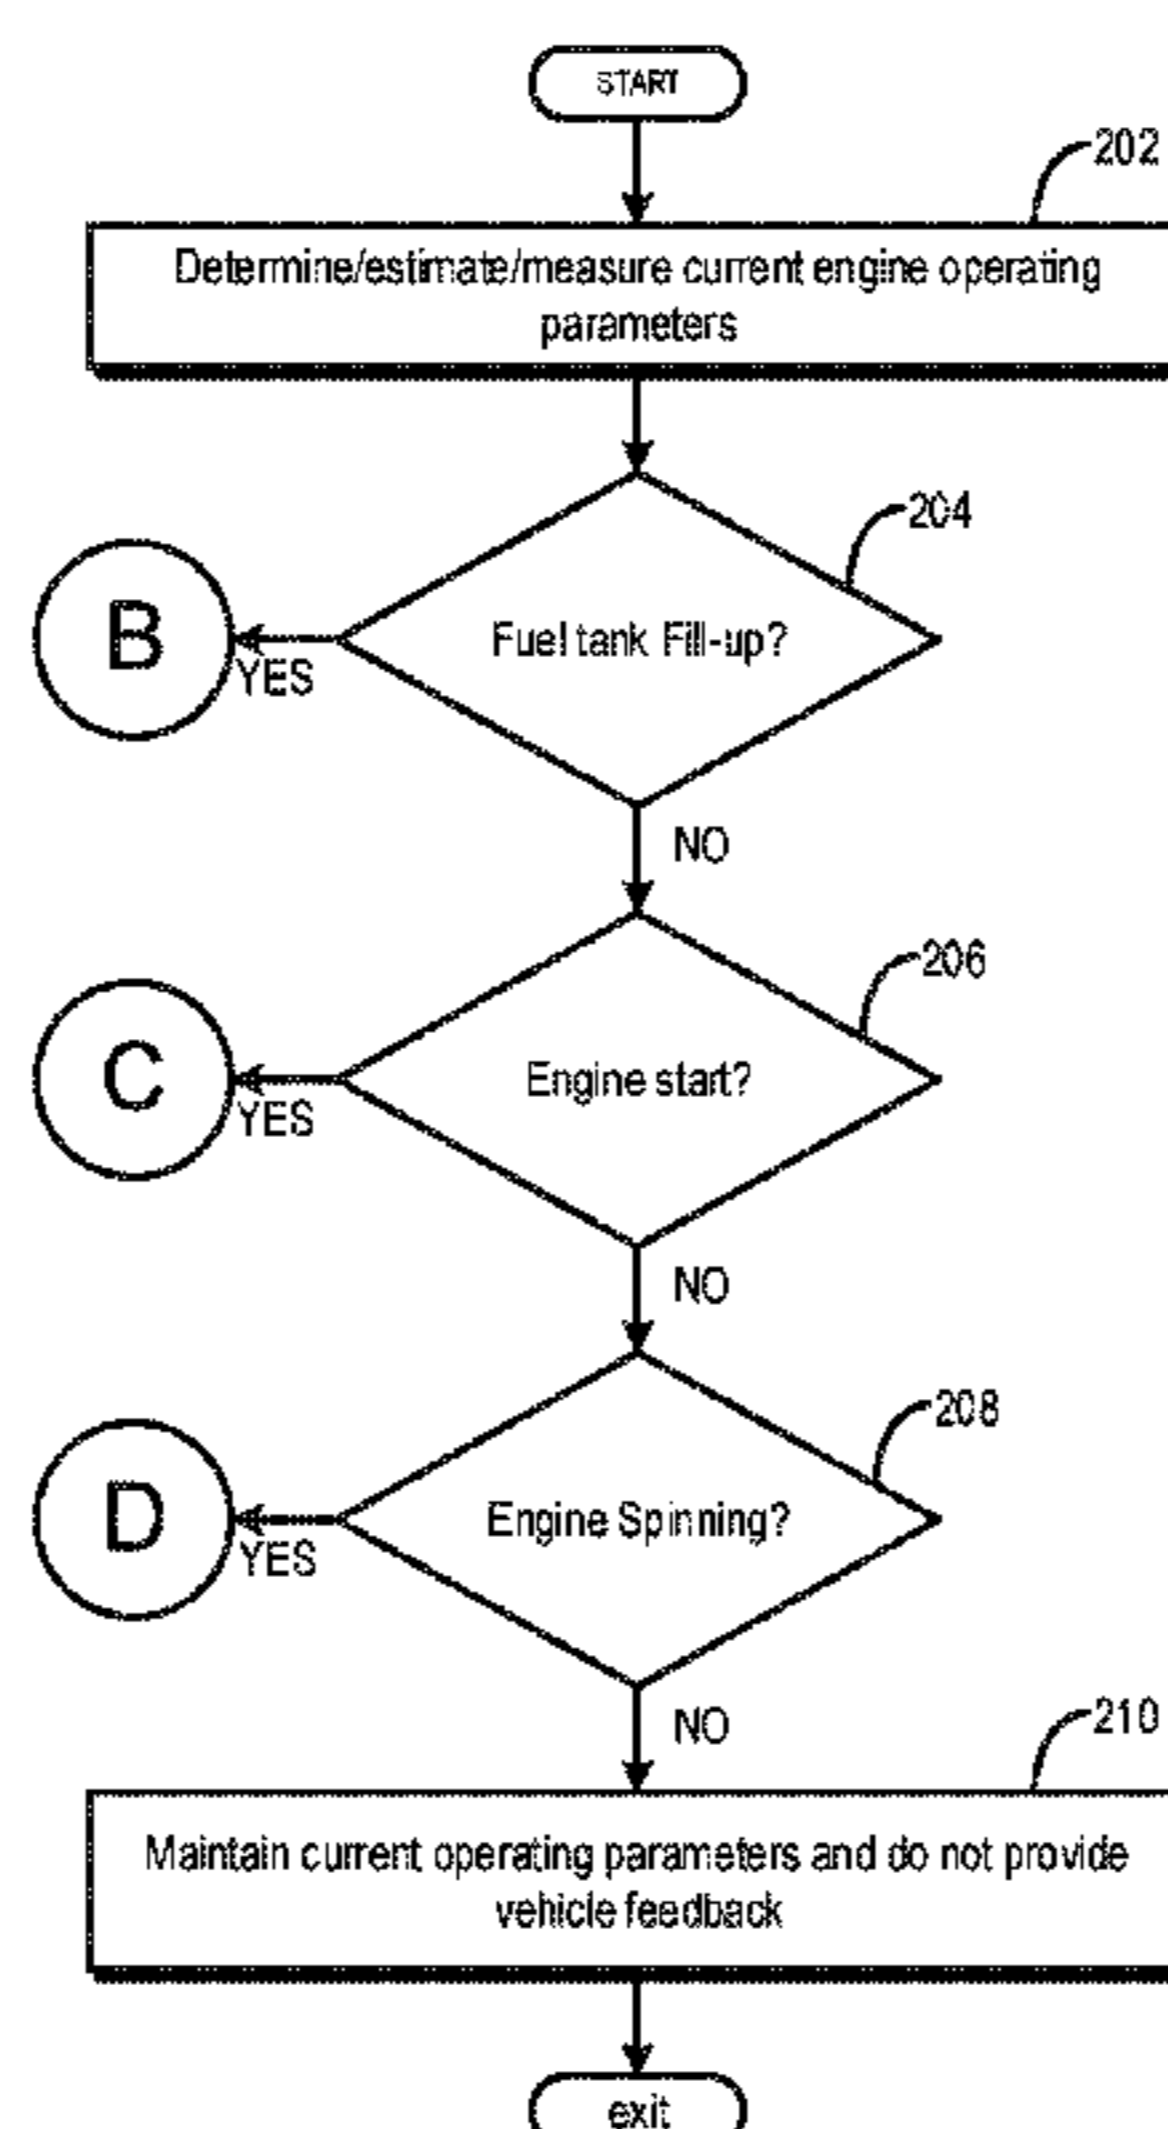 START
202
Determine/estimate/measure current engine operating
parameters
204
Fuel tank Fill-up?
B
YES
NO
206
Engine start?
C
YES
NO
208
Engine Spinning?
D
YES
NO
210
Maintain current operating parameters and do not provide
vehicle feedback
exit